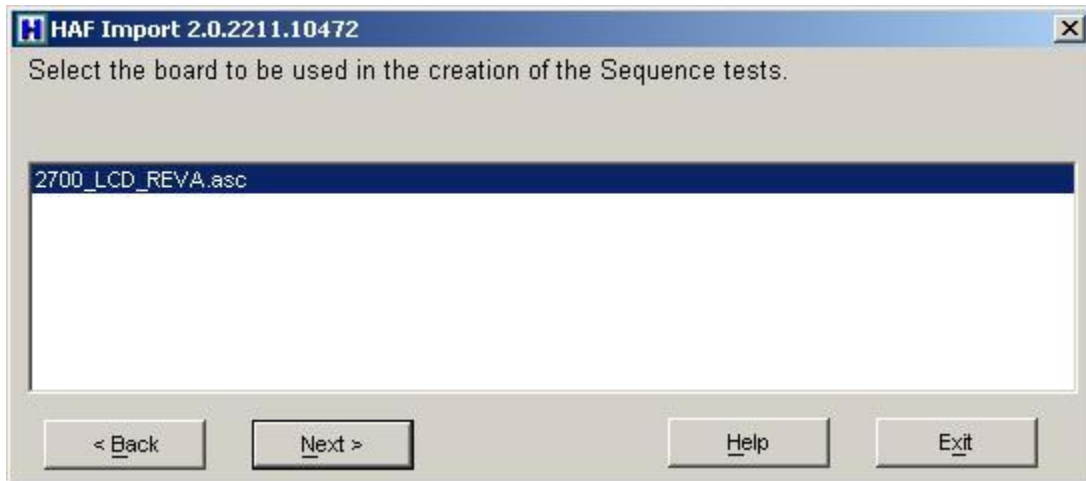 HAF Import 2.0.2211.10472
Select the board to be used in the creation of the Sequence tests.
2700_LCD_REVA.asc
< Back Next > Help Exit